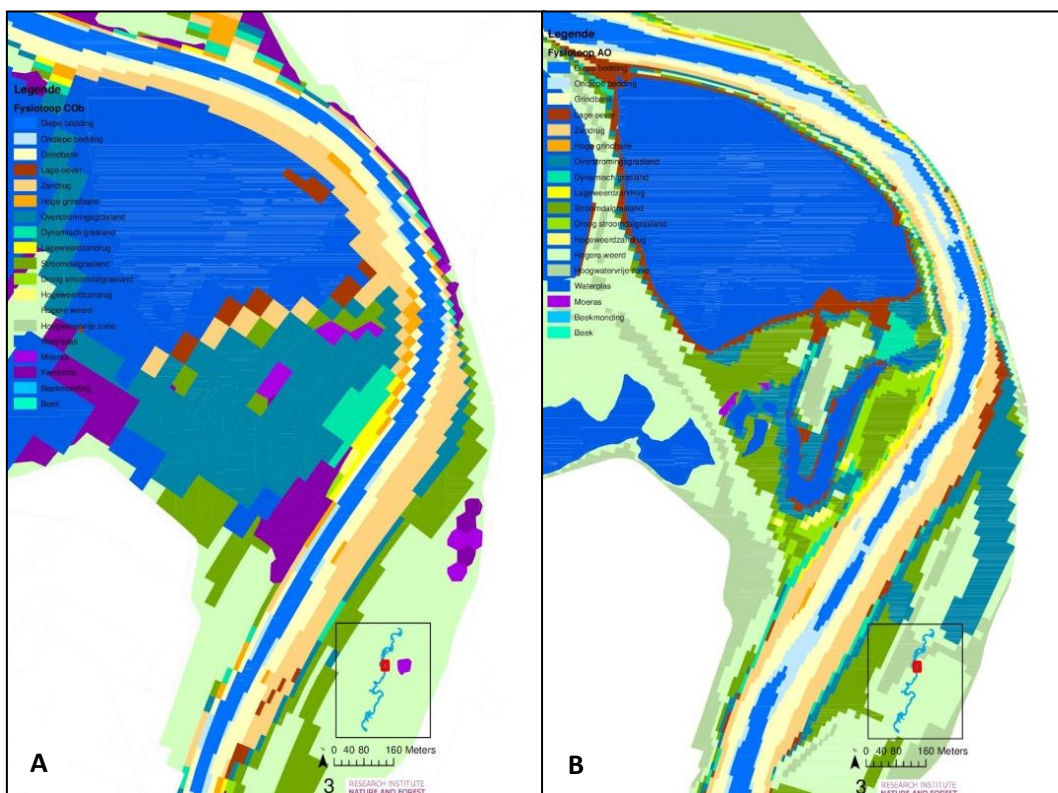 Legende
Fysiotoop COb
Diepe bedding
Ondiepe bedding
Grindbank
Lage oever
Zandrug
Hoge grindbank
Overstromingsgrasland
Dynamisch grasland
Lageweerdzandrug
Stroomdalgrasland
Droog stroomdalgrasland
Hogeweerdzandrug
Hogere weerd
Hoogwatervrije zone
Waterplas
Moeras
Kwelzone
Beekmonding
Beek
N
0 40 80 160 Meters
3
RESEARCH INSTITUTE
NATURE AND FOREST
A
Legende
Fysiotoop AO
Diepe bedding
Ondiepe bedding
Grindbank
Lage oever
Zandrug
Hoge grindbank
Overstromingsgrasland
Dynamisch grasland
Lageweerdzandrug
Stroomdalgrasland
Droog stroomdalgrasland
Hogeweerdzandrug
Hogere weerd
Hoogwatervrije zone
Waterplas
Moeras
Beekmonding
Beek
N
0 40 80 160 Meters
3
RESEARCH INSTITUTE
NATURE AND FOREST
B